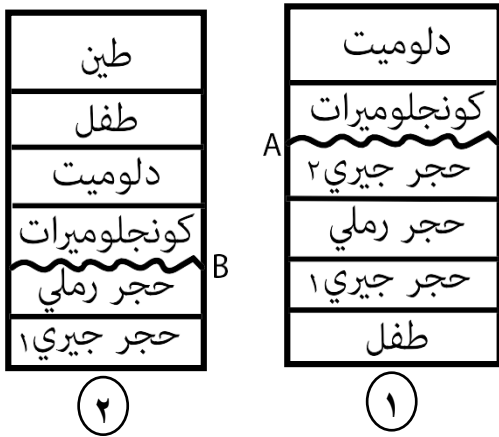 دلوميت
كونجلوميرات
A
حجر جيري٢
حجر رملي
حجر جيري١
طفل
١
طين
طفل
دلوميت
كونجلوميرات
B
حجر رملي
حجر جيري١
٢